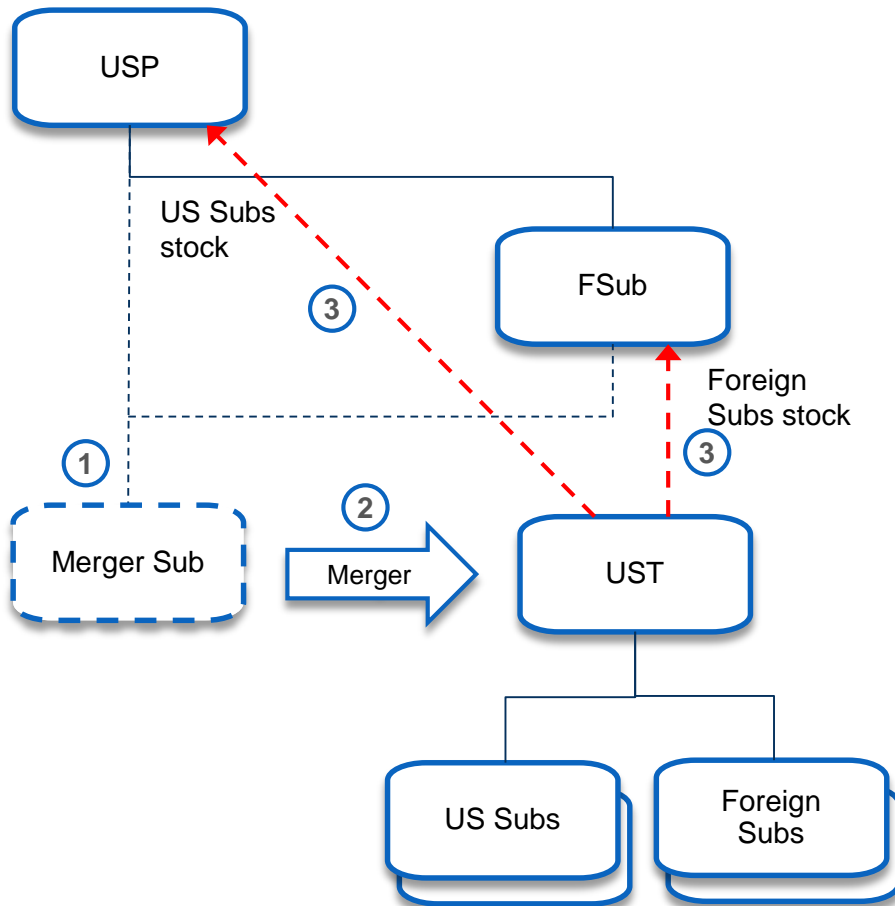 USP
US Subs
stock
3
FSub
Foreign
Subs stock
3
1
2
Merger Sub
Merger
UST
US Subs
Foreign
Subs